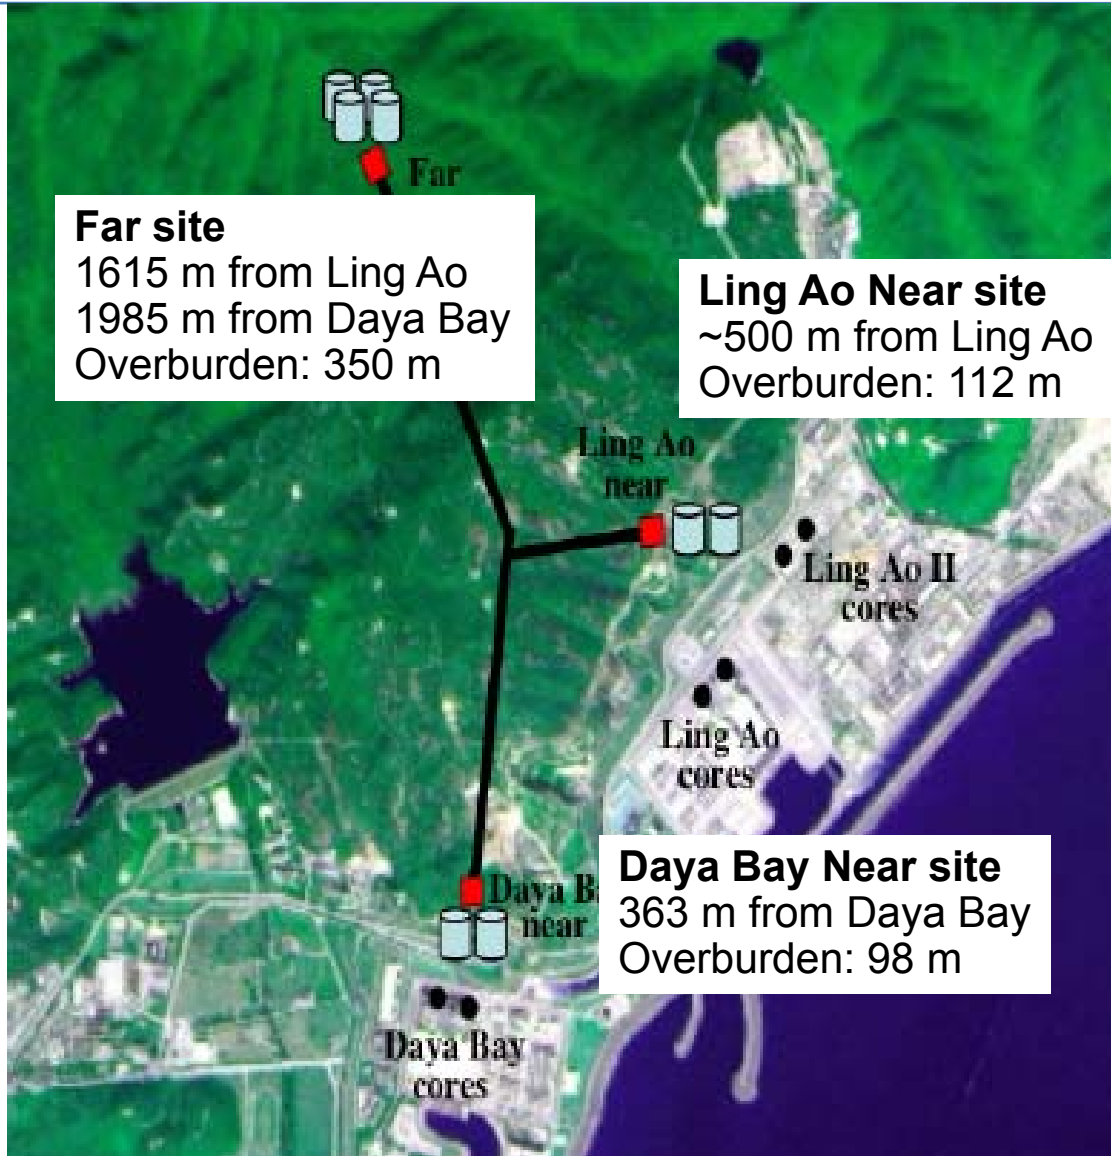 Far
Far site
1615 m from Ling Ao
1985 m from Daya Bay
Overburden: 350 m
Ling Ao Near site
~500 m from Ling Ao
Overburden: 112 m
Ling Ao
near
Ling Ao II
cores
Ling Ao
cores
Daya Bay Near site
363 m from Daya Bay
Overburden: 98 m
Daya
near
Daya Bay
cores